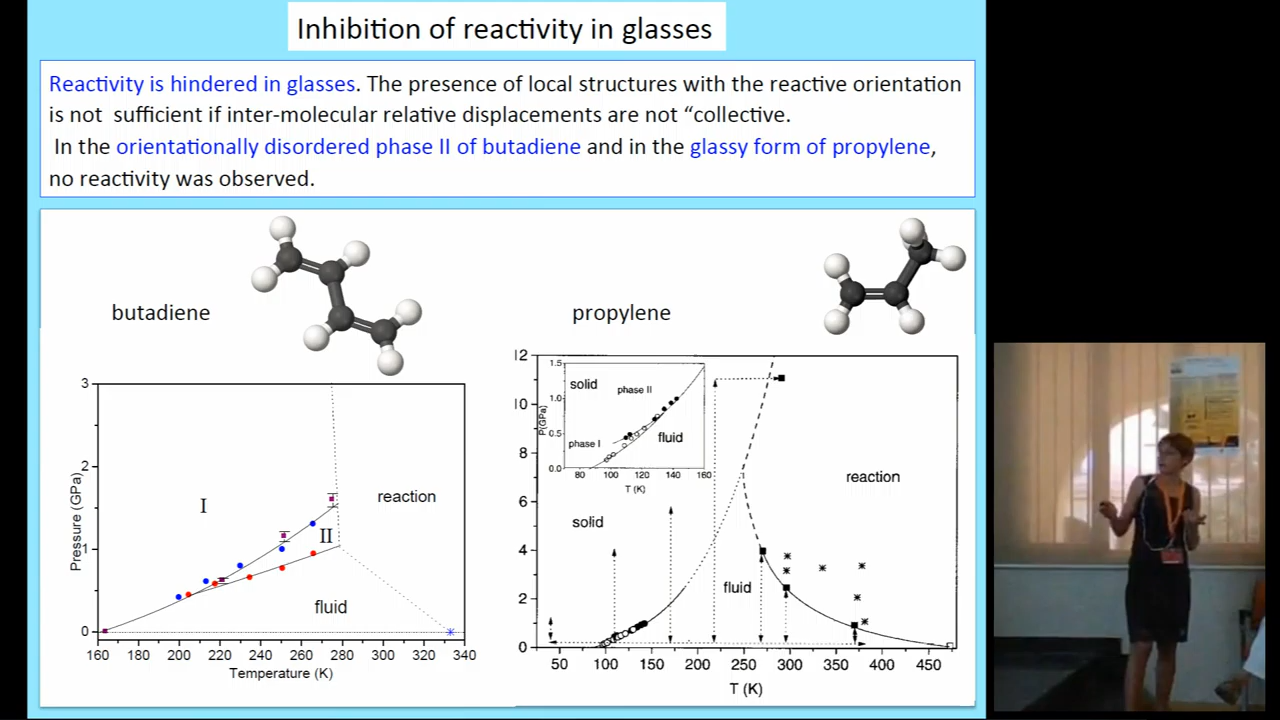 Inhibition of reactivity in glasses
Reactivity is hindered in glasses. The presence of local structures with the reactive orientation
is not sufficient if inter-molecular relative displacements are not “collective.
In the orientationally disordered phase II of butadiene and in the glassy form of propylene,
no reactivity was observed.
butadiene
propylene
3
2
1
0
Pressure (GPa)
I
II
reaction
fluid
160 180 200 220 240 260 280 300 320 340
Temperature (K)
12
10
8
6
4
2
0
1.5
1.0
0.5
0.0
P(GPa)
solid
phase II
phase I
fluid
80 100 120 140 160
T (K)
solid
fluid
reaction
50 100 150 200 250 300 350 400 450
T (K)